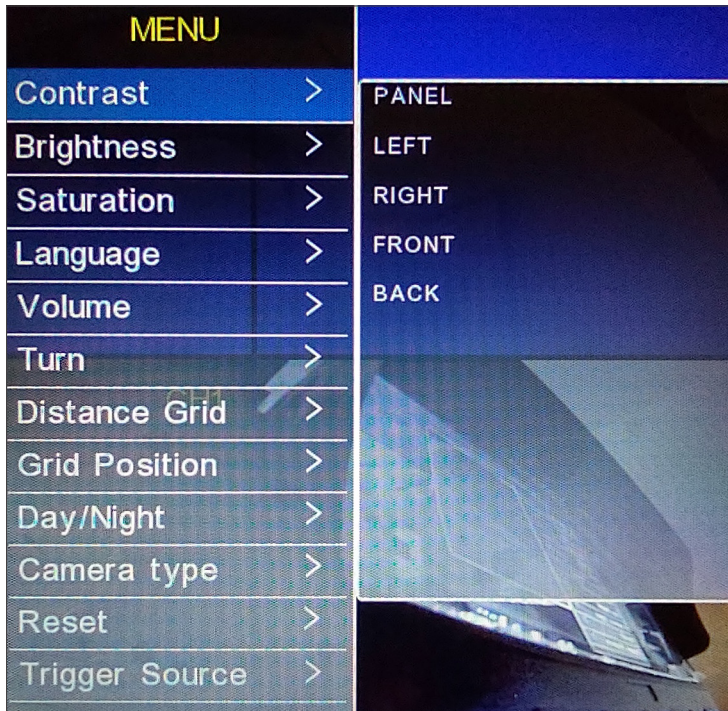 MENU
Contrast >
Brightness >
Saturation >
Language >
Volume >
Turn >
Distance Grid >
Grid Position >
Day/Night >
Camera type >
Reset >
Trigger Source >
PANEL
LEFT
RIGHT
FRONT
BACK
CH1